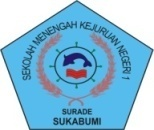 SEKOLAH MENENGAH KEJURUAN NEGERI 1
SURADE
SUKABUMI